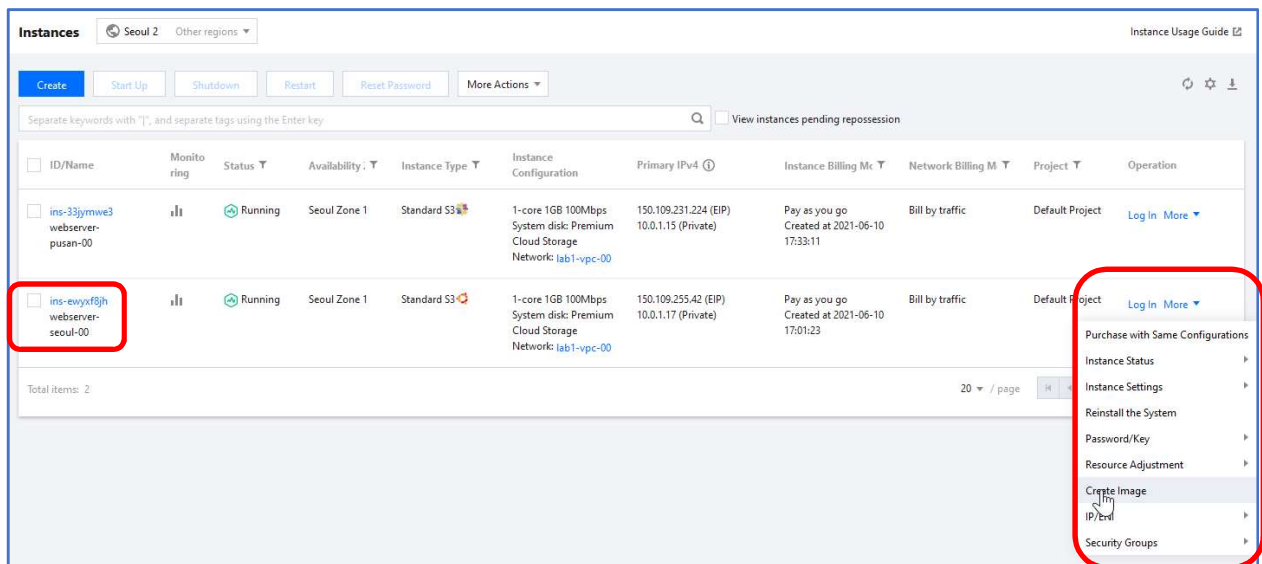 Instances Seoul 2 Other regions Instance Usage Guide
Create Start Up Shutdown Restart Reset Password More Actions
Separate keywords with "|", and separate tags using the Enter key View instances pending repossession
ID/Name Monito Status Availability Instance Type Instance Primary IPv4 Instance Billing Mc Network Billing M Project Operation
ring Configuration
ins-33jymwe3 Running Seoul Zone 1 Standard S3 1-core 1GB 100Mbps 150.109.231.224 (EIP) Pay as you go Bill by traffic Default Project Log In More
webserver- System disk: Premium 10.0.1.15 (Private) Created at 2021-06-10
pusan-00 Cloud Storage 17:33:11
Network: lab1-vpc-00
ins-ewyxf8jh Running Seoul Zone 1 Standard S3 1-core 1GB 100Mbps 150.109.255.42 (EIP) Pay as you go Bill by traffic Default Project Log In More
webserver- System disk: Premium 10.0.1.17 (Private) Created at 2021-06-10
seoul-00 Cloud Storage 17:01:23
Network: lab1-vpc-00
Total items: 2 20 / page
Purchase with Same Configurations
Instance Status
Instance Settings
Reinstall the System
Password/Key
Resource Adjustment
Create Image
IP/ENI
Security Groups